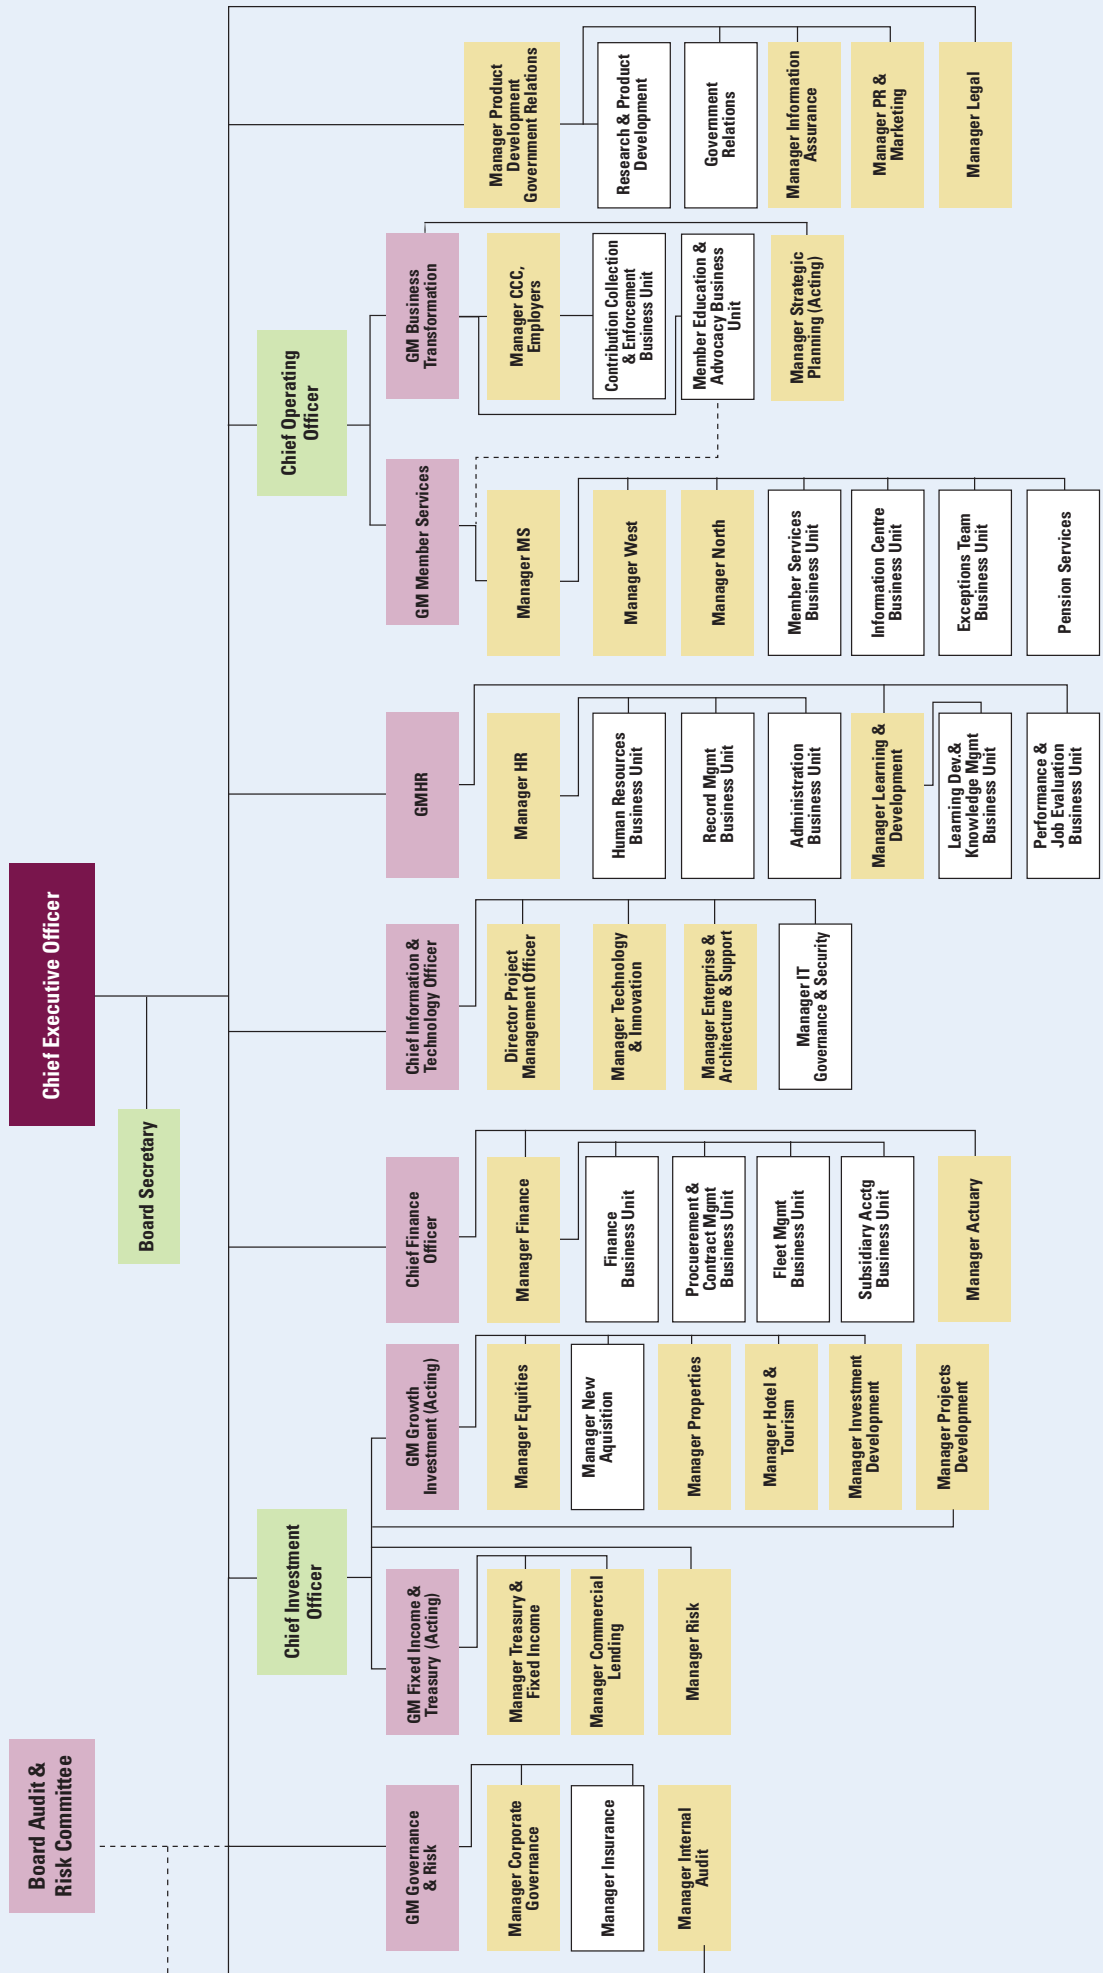 Board Audit &
Risk Committee
Chief Executive Officer
Board Secretary
Chief Investment
Officer
Chief Operating
Officer
GM Governance
& Risk
Manager Corporate
Governance
Manager Insurance
Manager Internal
Audit
GM Fixed Income &
Treasury (Acting)
Manager Treasury &
Fixed Income
Manager Commercial
Lending
Manager Risk
GM Growth
Investment (Acting)
Manager Equities
Manager New
Aquisition
Manager Properties
Manager Hotel &
Tourism
Manager Investment
Development
Manager Projects
Development
Chief Finance
Officer
Manager Finance
Finance
Business Unit
Procuerement &
Contract Mgmt
Business Unit
Fleet Mgmt
Business Unit
Subsidiary Acctg
Business Unit
Manager Actuary
Chief Information &
Technology Officer
Director Project
Management Officer
Manager Technology
& Innovation
Manager Enterprise &
Architecture & Support
Manager IT
Governance & Security
GMHR
Manager HR
Human Resources
Business Unit
Record Mgmt
Business Unit
Administration
Business Unit
Manager Learning &
Development
Learning Dev.&
Knowledge Mgmt
Business Unit
Performance &
Job Evaluation
Business Unit
GM Member Services
Manager MS
Manager West
Manager North
Member Services
Business Unit
Information Centre
Business Unit
Exceptions Team
Business Unit
Pension Services
GM Business
Transformation
Manager CCC,
Employers
Contribution Collection
& Enforcement
Business Unit
Member Education &
Advocacy Business
Unit
Manager Strategic
Planning (Acting)
Manager Product
Development
Government Relations
Research & Product
Development
Government
Relations
Manager Information
Assurance
Manager PR &
Marketing
Manager Legal